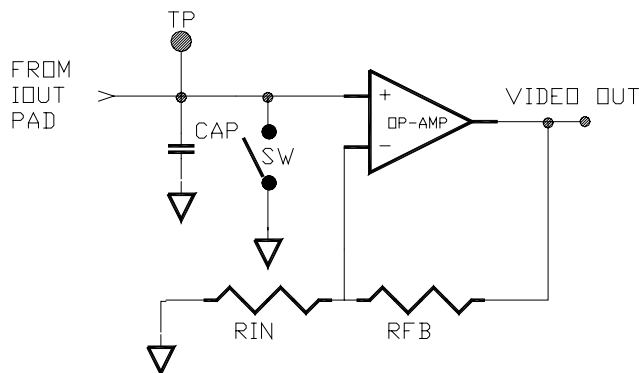 TP
FROM
IOUT
PAD
CAP
SW
+
OP-AMP
−
VIDEO OUT
RIN
RFB